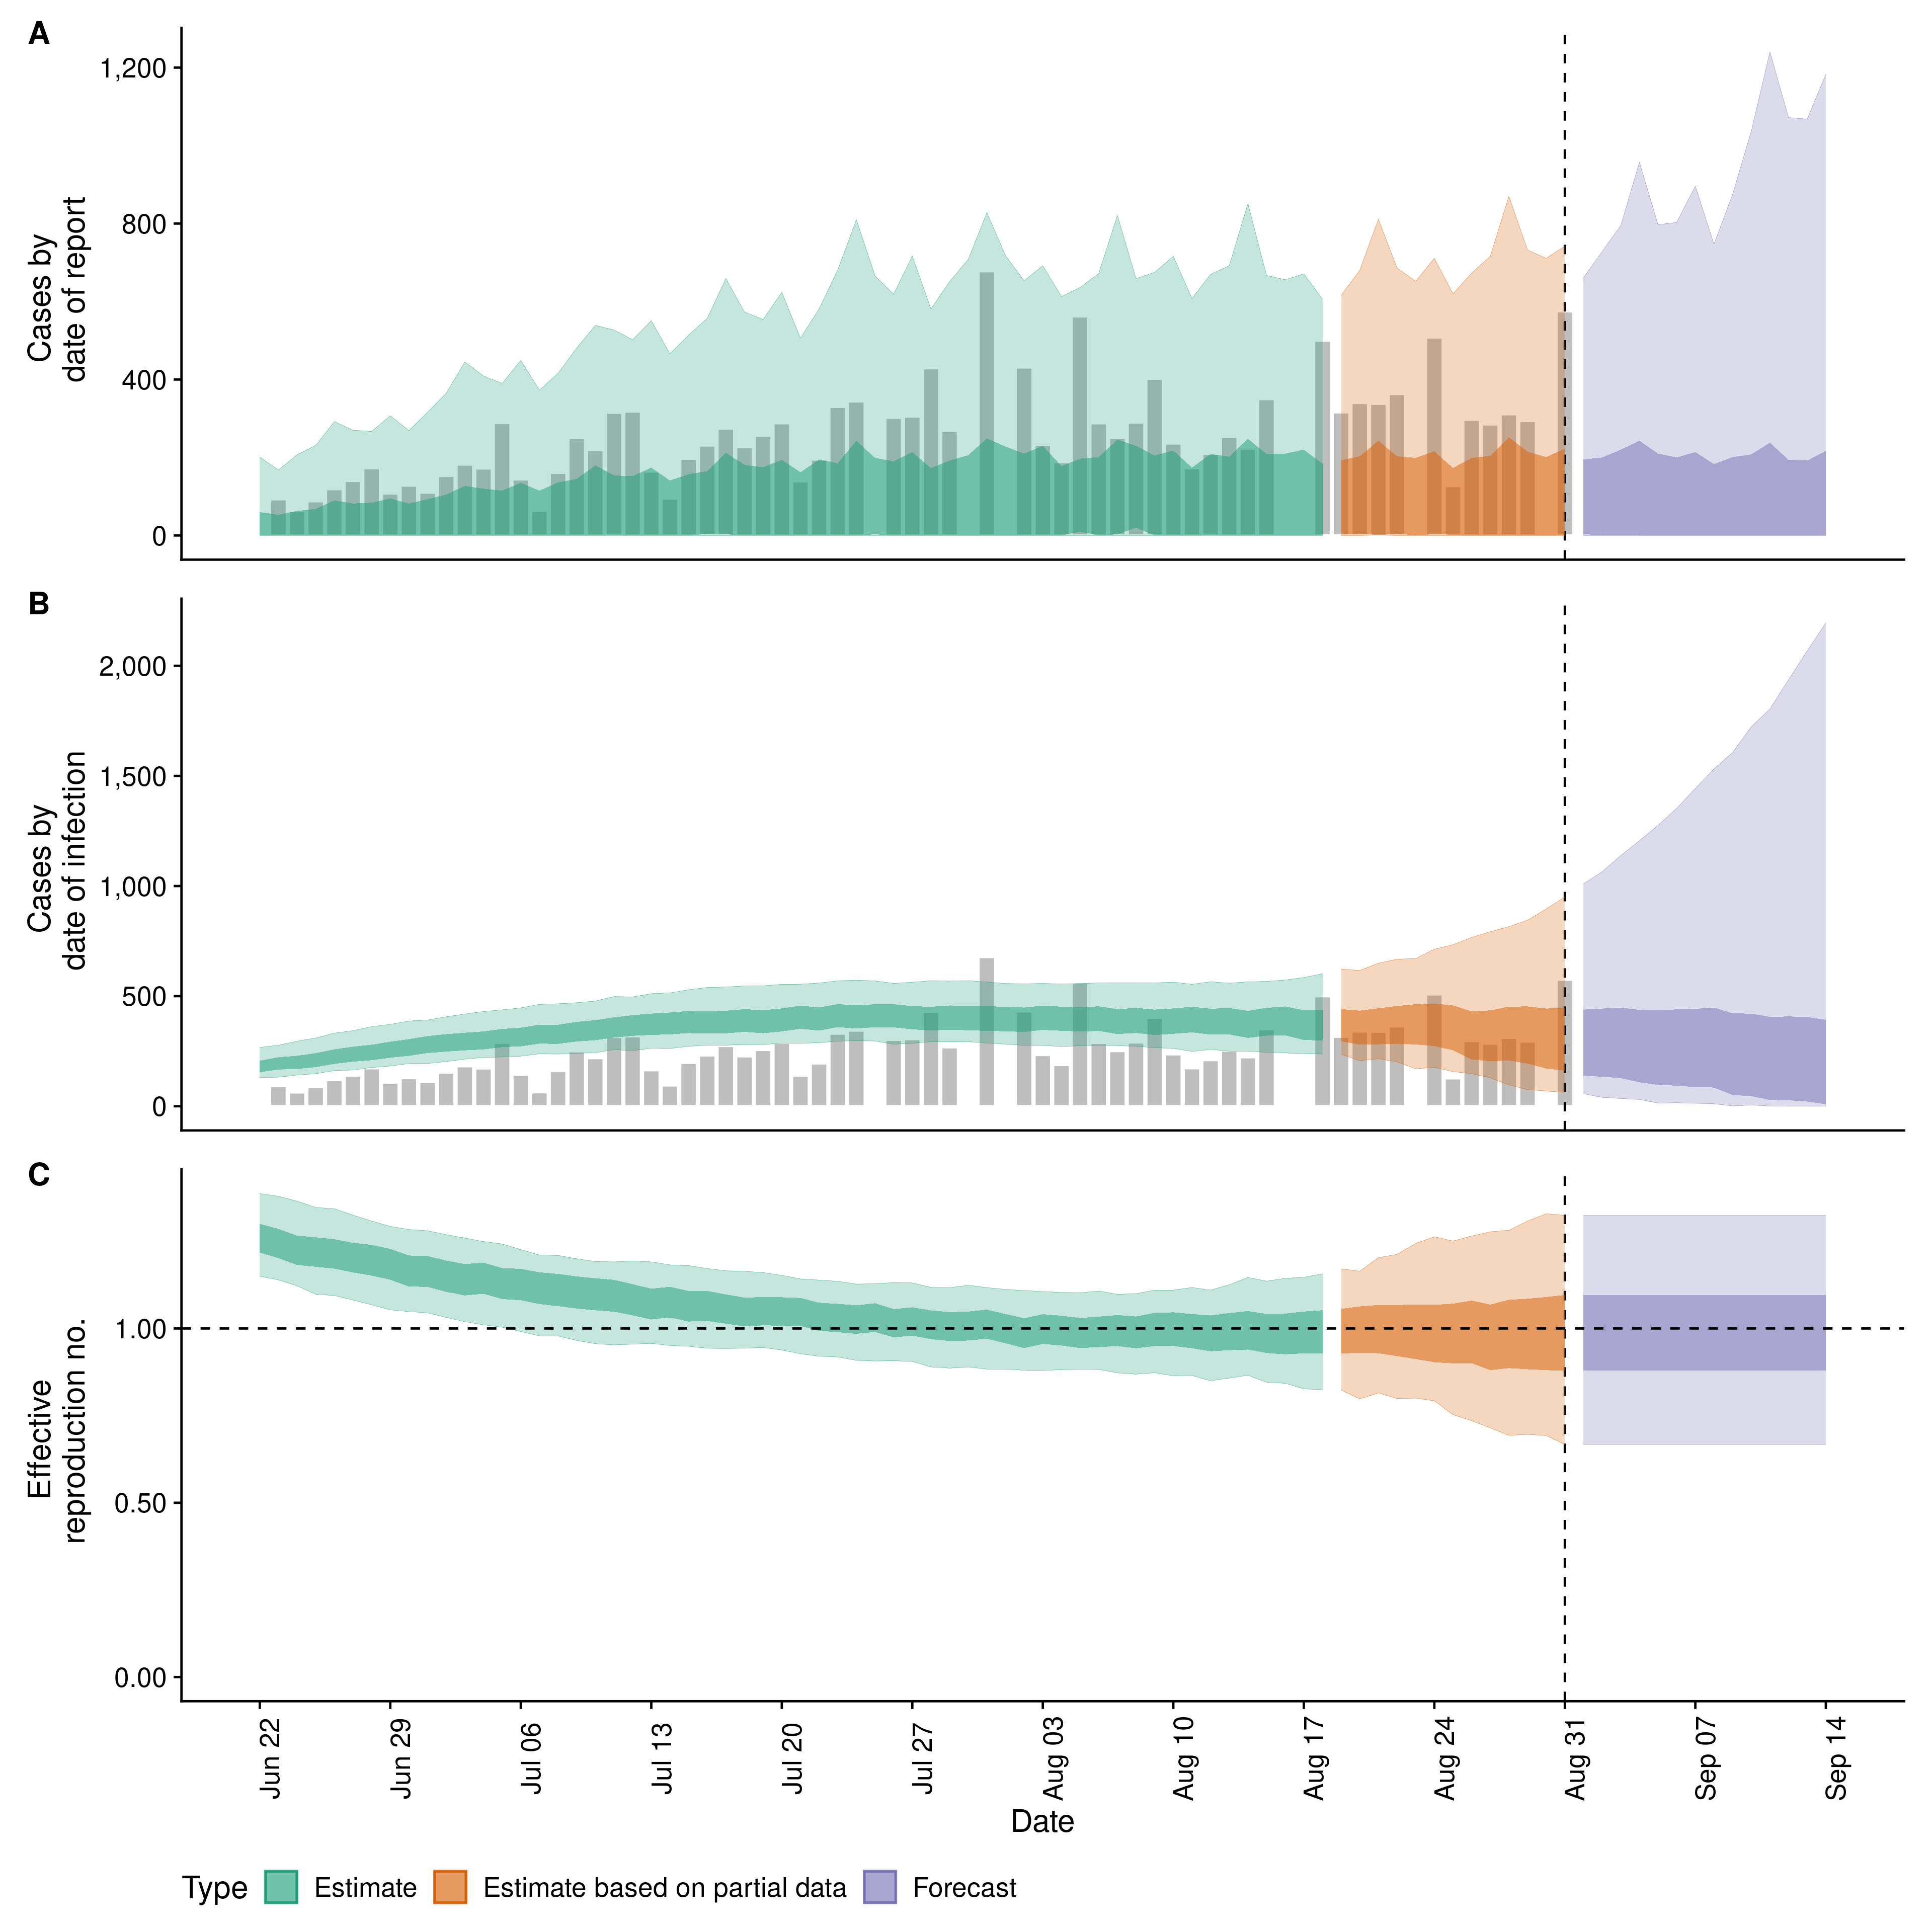 A
Cases by
date of report
1,200
800
400
0
B
Cases by
date of infection
2,000
1,500
1,000
500
0
C
Effective
reproduction no.
1.00
0.50
0.00
Jun 22
Jun 29
Jul 06
Jul 13
Jul 20
Jul 27
Aug 03
Aug 10
Aug 17
Aug 24
Aug 31
Sep 07
Sep 14
Date
Type Estimate Estimate based on partial data Forecast